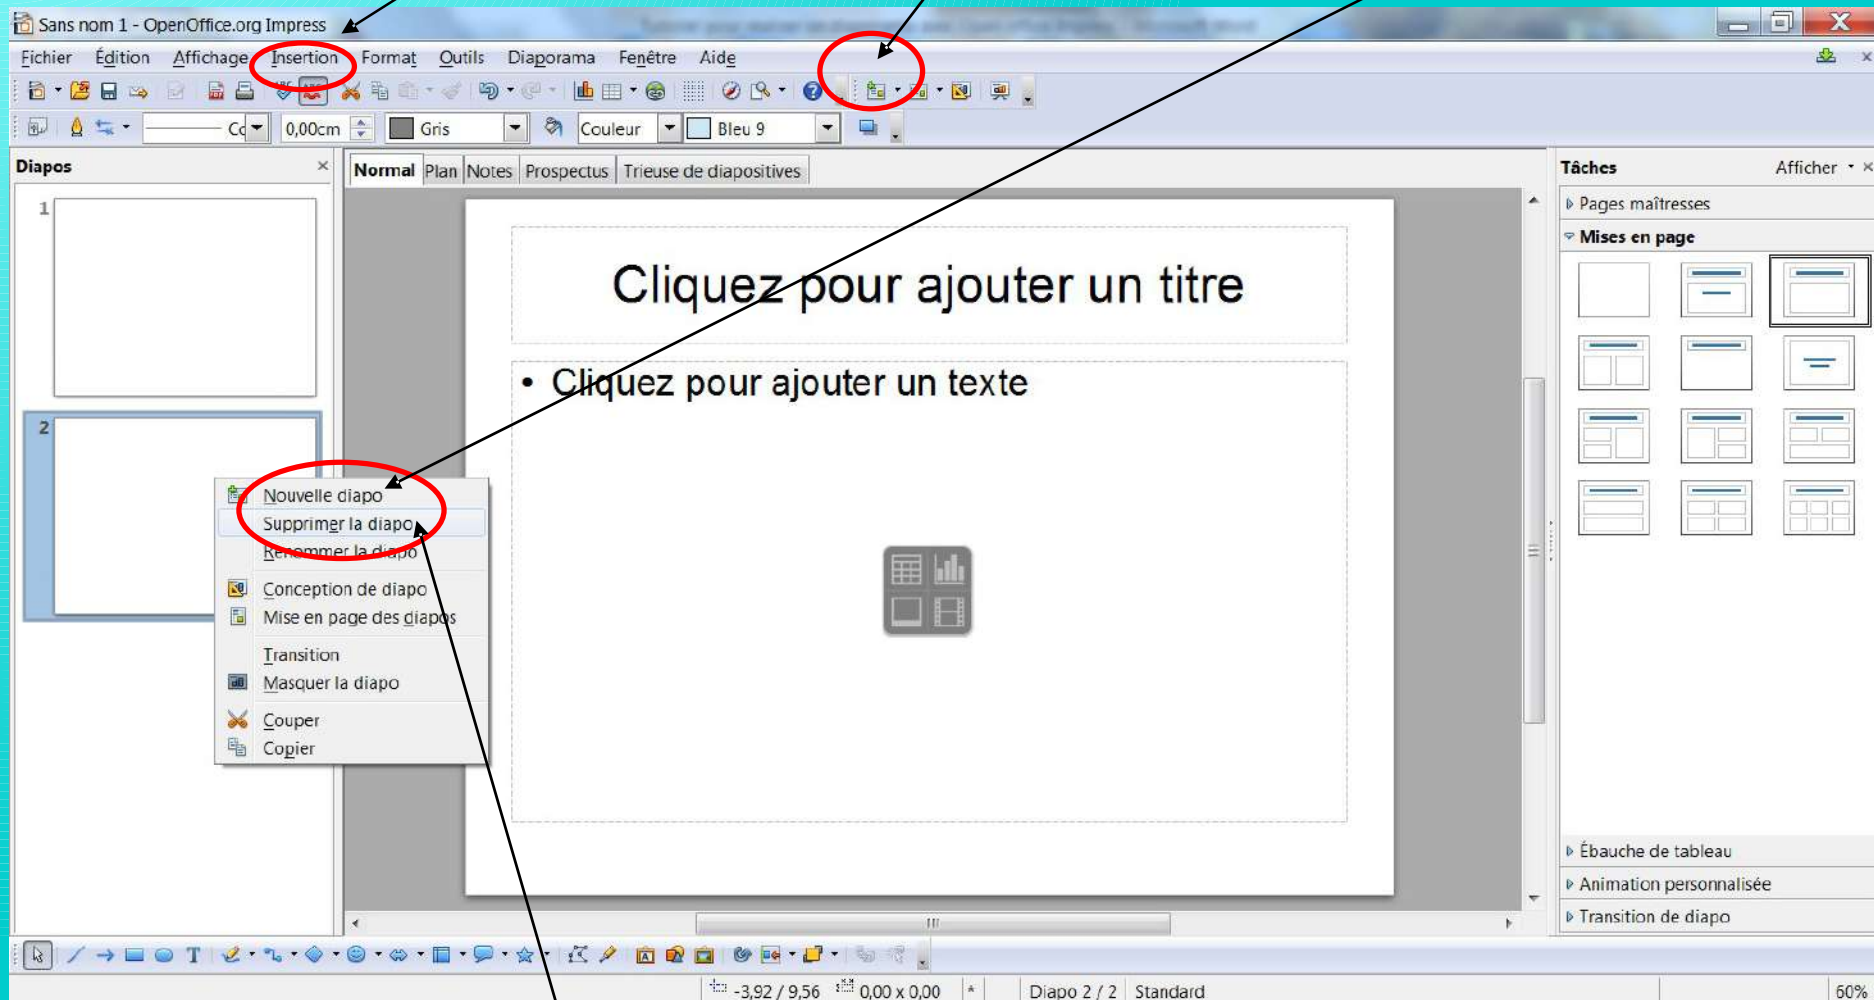 Sans nom 1 - OpenOffice.org Impress
Fichier Édition Affichage Insertion Format Outils Diaporama Fenêtre Aide
0,00cm Gris Couleur Bleu 9
Diapos
Normal Plan Notes Prospectus Trieuse de diapositives
Tâches Afficher
1
Pages maîtresses
Mises en page
Cliquez pour ajouter un titre
• Cliquez pour ajouter un texte
2
Nouvelle diapo
Supprimer la diapo
Renommer la diapo
Conception de diapo
Mise en page des diapos
Transition
Masquer la diapo
Couper
Copier
Ébauche de tableau
Animation personnalisée
Transition de diapo
-3,92 / 9,56 0,00 x 0,00 * Diapo 2 / 2 Standard 60%